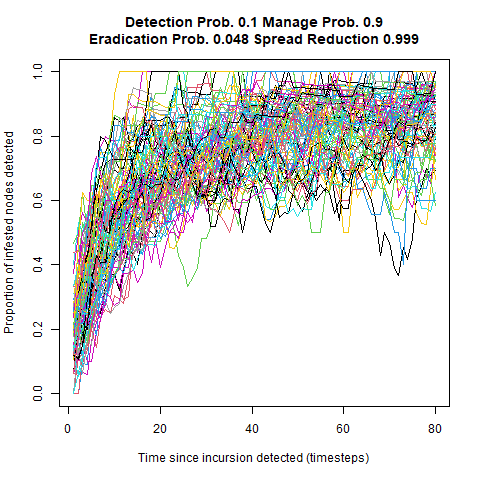 Detection Prob. 0.1 Manage Prob. 0.9
Eradication Prob. 0.048 Spread Reduction 0.999
Proporion of infested nodes detected
1.0
0.8
0.6
0.4
0.2
0.0
0
20
40
60
80
Time since incursion detected (timesteps)